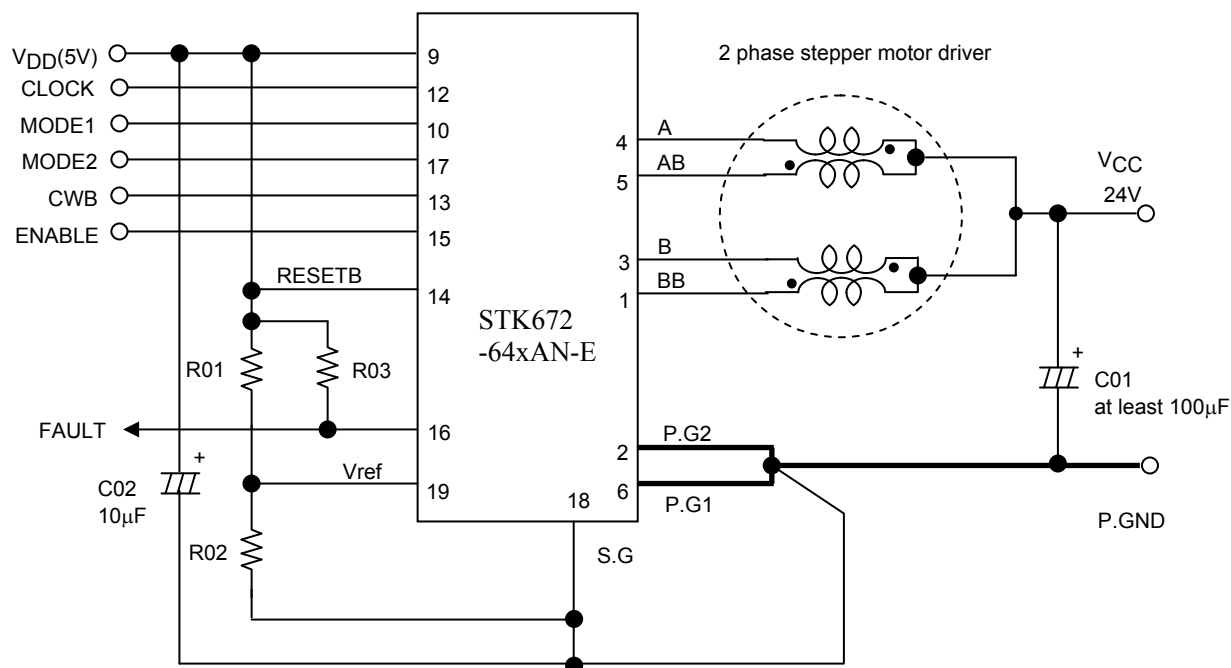 VDD(5V)
9
2 phase stepper motor driver
CLOCK
12
MODE1
10
4
A
MODE2
17
5
AB
VCC
24V
CWB
13
ENABLE
15
3
B
RESETB
14
1
BB
STK672
-64xAN-E
R01
R03
+
C01
at least 100μF
FAULT
16
2
P.G2
+
Vref
C02
10μF
19
18
6
P.G1
P.GND
R02
S.G